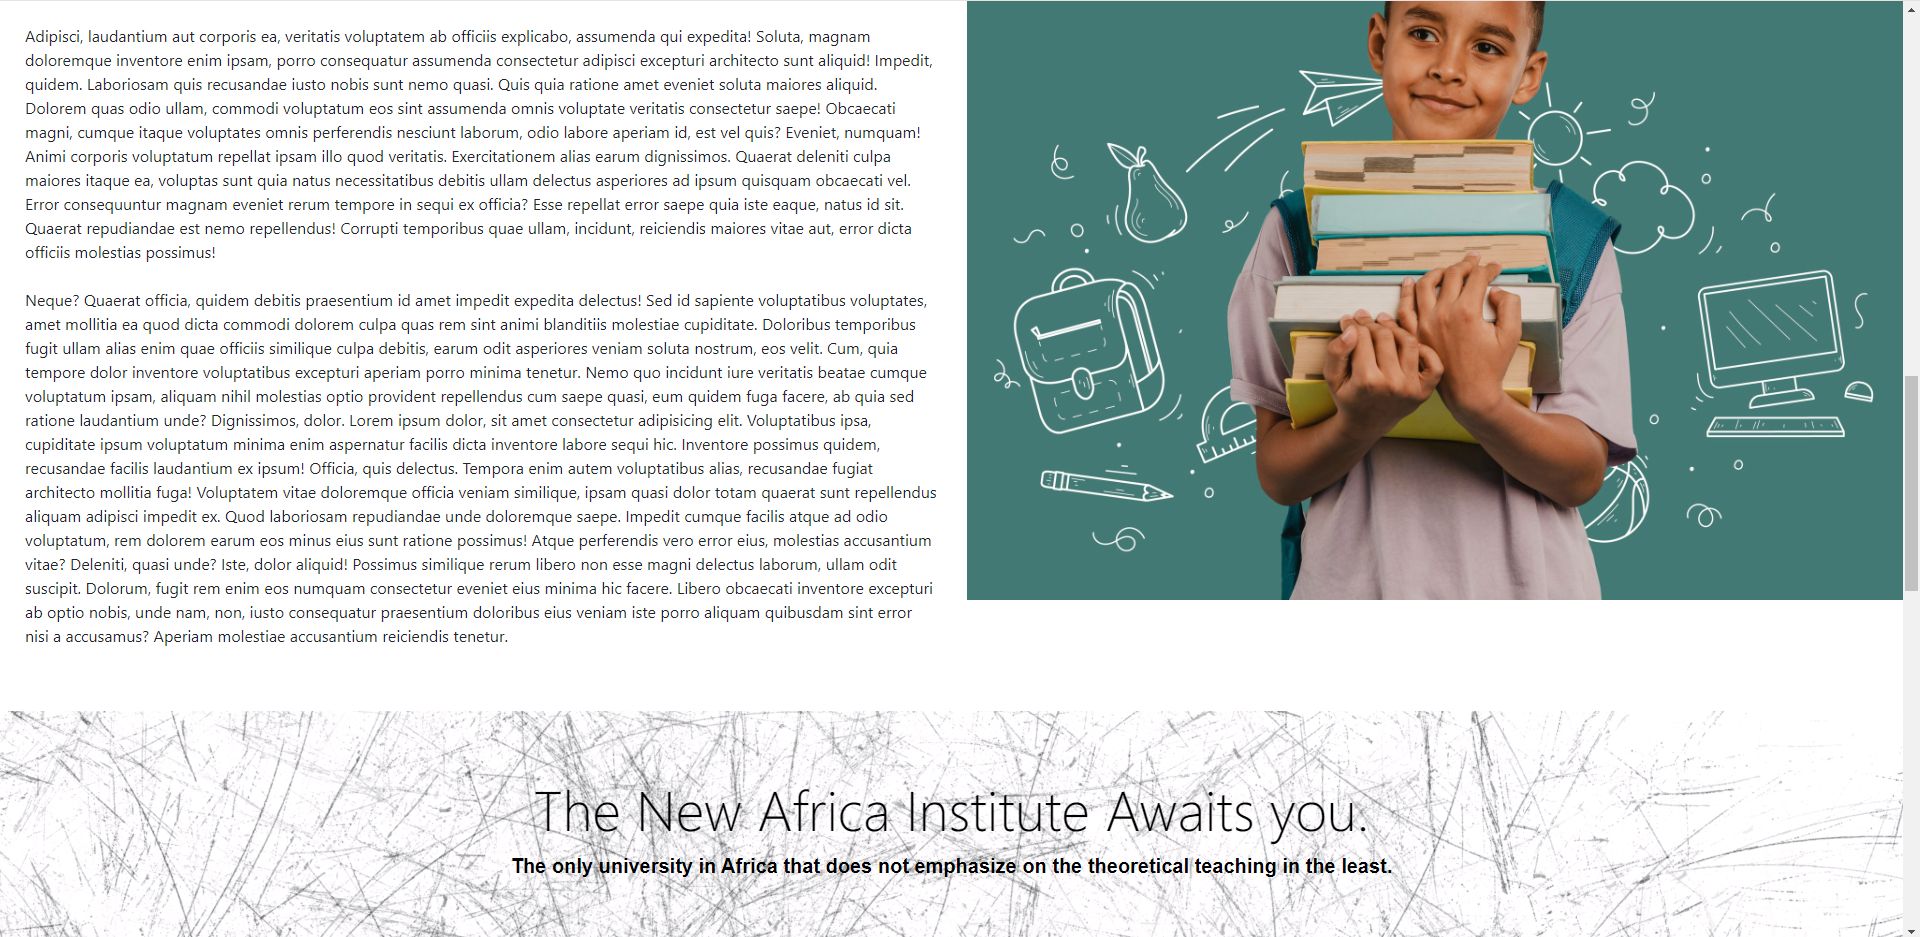 Adipisci, laudantium aut corporis ea, veritatis voluptatem ab officiis explicabo, assumenda qui expedita! Soluta, magnam
doloremque inventore enim ipsam, porro consequatur assumenda consectetur adipisci excepturi architecto sunt aliquid! Impedit,
quidem. Laboriosam quis recusandae iusto nobis sunt nemo quasi. Quis quia ratione amet eveniet soluta maiores aliquid.
Dolorem quas odio ullam, commodi voluptatum eos sint assumenda omnis voluptate veritatis consectetur saepe! Obcaecati
magni, cumque itaque voluptates omnis perferendis nesciunt laborum, odio labore aperiam id, est vel quis? Eveniet, numquam!
Animi corporis voluptatum repellat ipsam illo quod veritatis. Exercitationem alias earum dignissimos. Quaerat deleniti culpa
maiores itaque ea, voluptas sunt quia natus necessitatibus debitis ullam delectus asperiores ad ipsum quisquam obcaecati vel.
Error consequuntur magnam eveniet rerum tempore in sequi ex officia? Esse repellat error saepe quia iste eaque, natus id sit.
Quaerat repudiandae est nemo repellendus! Corrupti temporibus quae ullam, incidunt, reiciendis maiores vitae aut, error dicta
officiis molestias possimus!
Neque? Quaerat officia, quidem debitis praesentium id amet impedit expedita delectus! Sed id sapiente voluptatibus voluptates,
amet mollitia ea quod dicta commodi dolorem culpa quas rem sint animi blanditiis molestiae cupiditate. Doloribus temporibus
fugit ullam alias enim quae officiis similique culpa debitis, earum odit asperiores veniam soluta nostrum, eos velit. Cum, quia
tempore dolor inventore voluptatibus excepturi aperiam porro minima tenetur. Nemo quo incidunt iure veritatis beatae cumque
voluptatum ipsam, aliquam nihil molestias optio provident repellendus cum saepe quasi, eum quidem fuga facere, ab quia sed
ratione laudantium unde? Dignissimos, dolor. Lorem ipsum dolor, sit amet consectetur adipisicing elit. Voluptatibus ipsa,
cupiditate ipsum voluptatum minima enim aspernatur facilis dicta inventore labore sequi hic. Inventore possimus quidem,
recusandae facilis laudantium ex ipsum! Officia, quis delectus. Tempora enim autem voluptatibus alias, recusandae fugiat
architecto mollitia fuga! Voluptatem vitae doloremque officia veniam similique, ipsam quasi dolor totam quaerat sunt repellendus
aliquam adipisci impedit ex. Quod laboriosam repudiandae unde doloremque saepe. Impedit cumque facilis atque ad odio
voluptatum, rem dolorem earum eos minus eius sunt ratione possimus! Atque perferendis vero error eius, molestias accusantium
vitae? Deleniti, quasi unde? Iste, dolor aliquid! Possimus similique rerum libero non esse magni delectus laborum, ullam odit
suscipit. Dolorum, fugit rem enim eos numquam consectetur eveniet eius minima hic facere. Libero obcaecati inventore excepturi
ab optio nobis, unde nam, non, iusto consequatur praesentium doloribus eius veniam iste porro aliquam quibusdam sint error
nisi a accusamus? Aperiam molestiae accusantium reiciendis tenetur.
The New Africa Institute Awaits you.
The only university in Africa that does not emphasize on the theoretical teaching in the least.